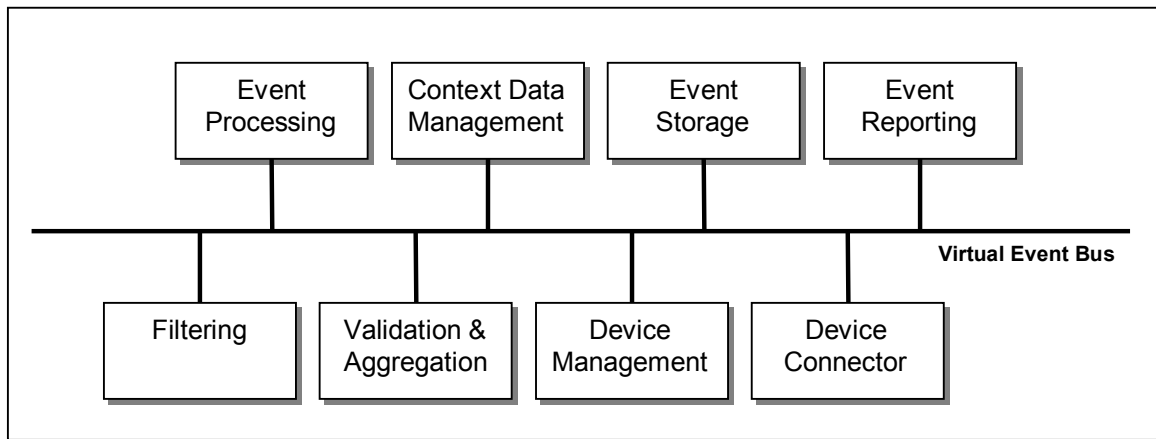 Event
Processing
Context Data
Management
Event
Storage
Event
Reporting
Virtual Event Bus
Filtering
Validation &
Aggregation
Device
Management
Device
Connector